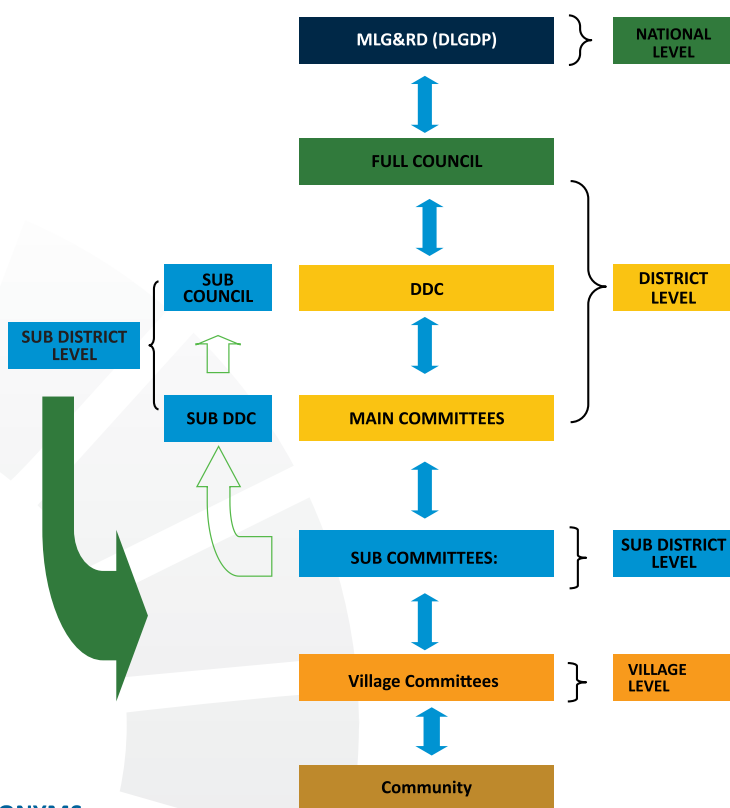 MLG&RD (DLGDP)
NATIONAL
LEVEL
FULL COUNCIL
SUB
COUNCIL
DDC
DISTRICT
LEVEL
SUB DISTRICT
LEVEL
SUB DDC
MAIN COMMITTEES
SUB COMMITTEES:
SUB DISTRICT
LEVEL
Village Committees
VILLAGE
LEVEL
Community